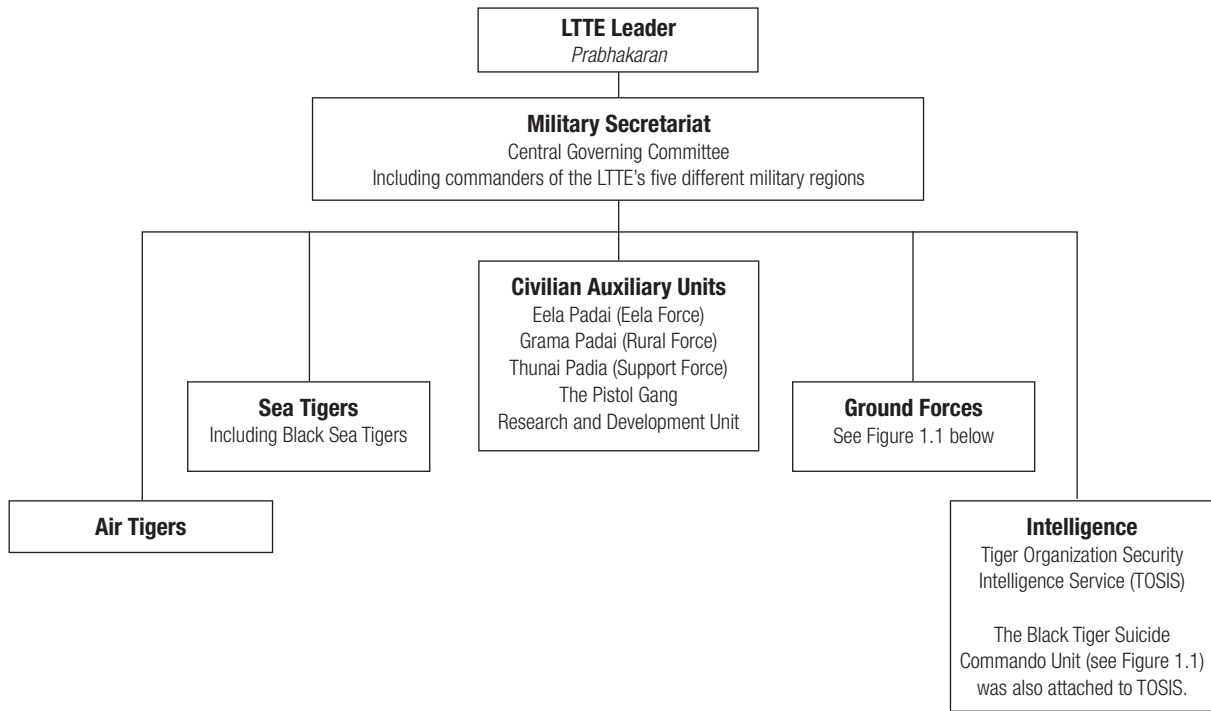 LTTE Leader
Prabhakaran
Military Secretariat
Central Governing Committee
Including commanders of the LTTE's five different military regions
Civilian Auxiliary Units
Eela Padai (Eela Force)
Grama Padai (Rural Force)
Thunai Padia (Support Force)
The Pistol Gang
Research and Development Unit
Sea Tigers
Including Black Sea Tigers
Ground Forces
See Figure 1.1 below
Air Tigers
Intelligence
Tiger Organization Security
Intelligence Service (TOSIS)
The Black Tiger Suicide
Commando Unit (see Figure 1.1)
was also attached to TOSIS.